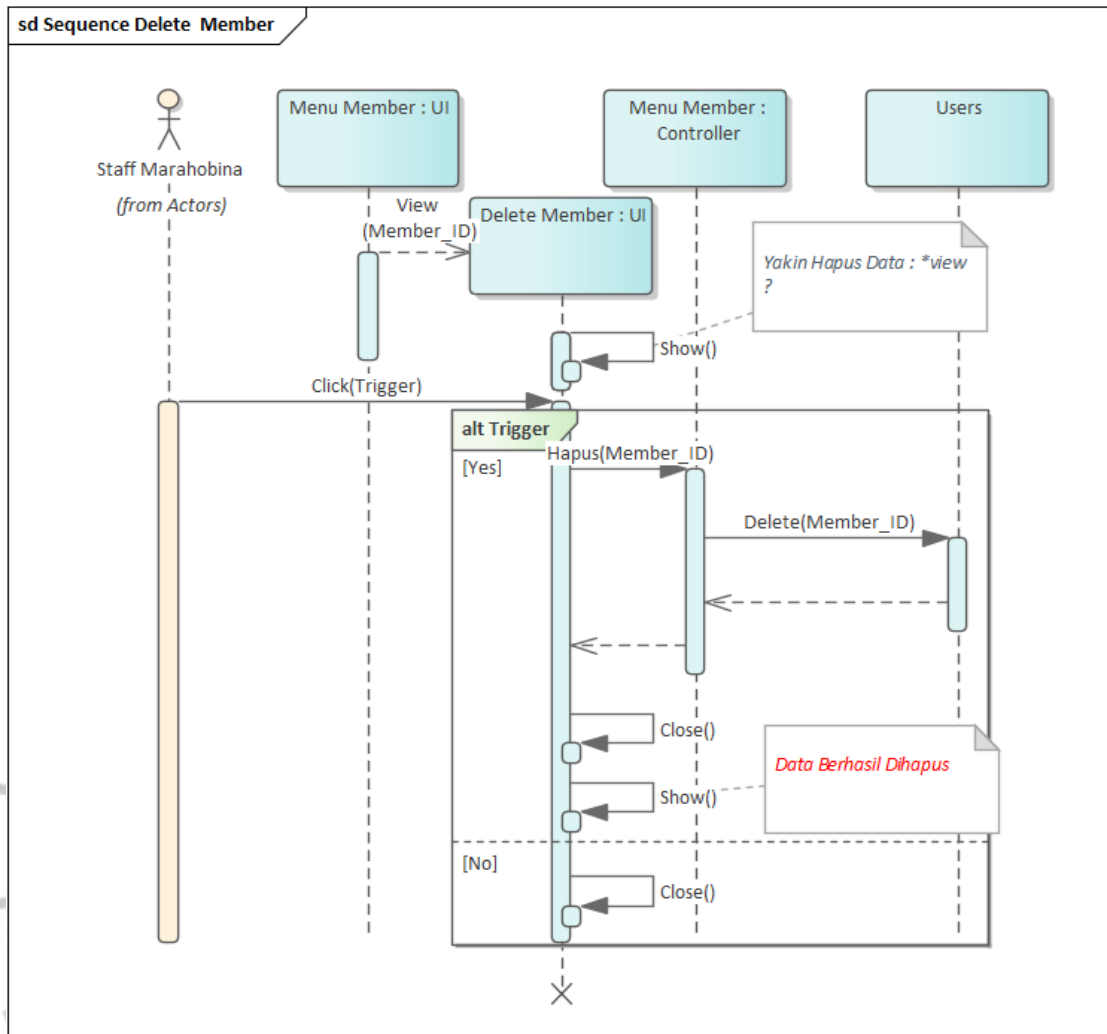 sd Sequence Delete Member
Menu Member : UI
Menu Member :
Controller
Users
Staff Marahobina
(from Actors)
View
(Member_ID)
Delete Member : UI
Yakin Hapus Data : *view
?
Show()
Click(Trigger)
alt Trigger
[Yes]
Hapus(Member_ID)
Delete(Member_ID)
Close()
Data Berhasil Dihapus
Show()
[No]
Close()